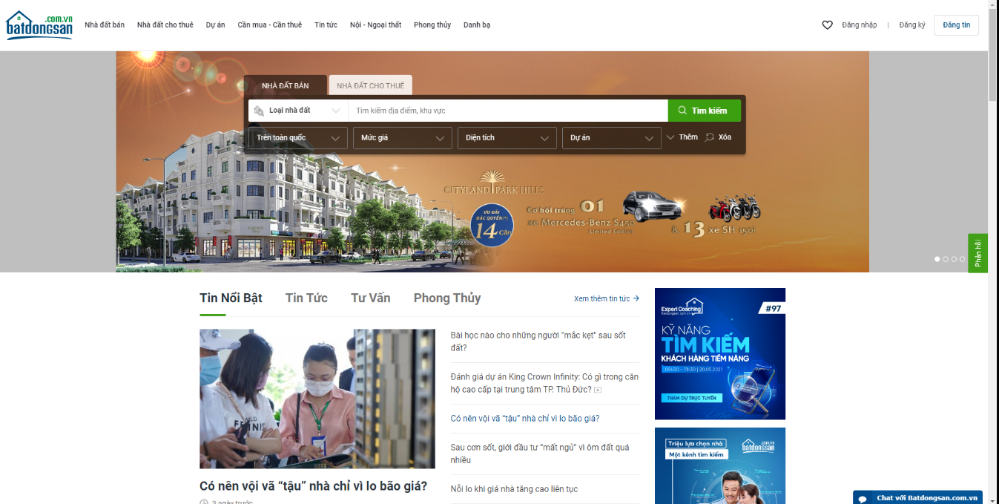 .com.vn
batdongsan
Nhà đất bán Nhà đất cho thuê Dự án Cần mua - Cần thuê Tin tức Nội - Ngoại thất Phong thủy Danh bạ Đăng nhập | Đăng ký Đăng tin
NHÀ ĐẤT BÁN NHÀ ĐẤT CHO THUÊ
Loại nhà đất Tìm kiếm địa điểm, khu vực Tìm kiếm
Trên toàn quốc Mức giá Diện tích Dự án Thêm Xóa
CITYLAND PARK HILLS
ƯU ĐÃI
ĐẶC QUYỀN(*)
14 Căn
Cơ hội trúng 01
xe Mercedes-Benz S450
Limited Edition
& 13 xe SH 150i
Phản hồi
Tin Nổi Bật Tin Tức Tư Vấn Phong Thủy Xem thêm tin tức
Bài học nào cho những người "mắc kẹt" sau sốt
đất?
Đánh giá dự án King Crown Infinity: Có gì trong căn
hộ cao cấp tại trung tâm TP. Thủ Đức?
Có nên vội vã “tậu” nhà chỉ vì lo bão giá?
Sau cơn sốt, giới đầu tư “mất ngủ” vì ôm đất quá
nhiều
Nỗi lo khi giá nhà tăng cao liên tục
Có nên vội vã “tậu” nhà chỉ vì lo bão giá?
3 ngày trước
Expert Coaching
Batdongsan.com.vn
#97
KỸ NĂNG
TÌM KIẾM
KHÁCH HÀNG TIỀM NĂNG
09h30 - 11h30 | 20.05.2021
THAM DỰ TRỰC TUYẾN
Triệu lựa chọn nhà
Một kênh tìm kiếm
.com.vn
batdongsan
Chat với Batdongsan.com.vn